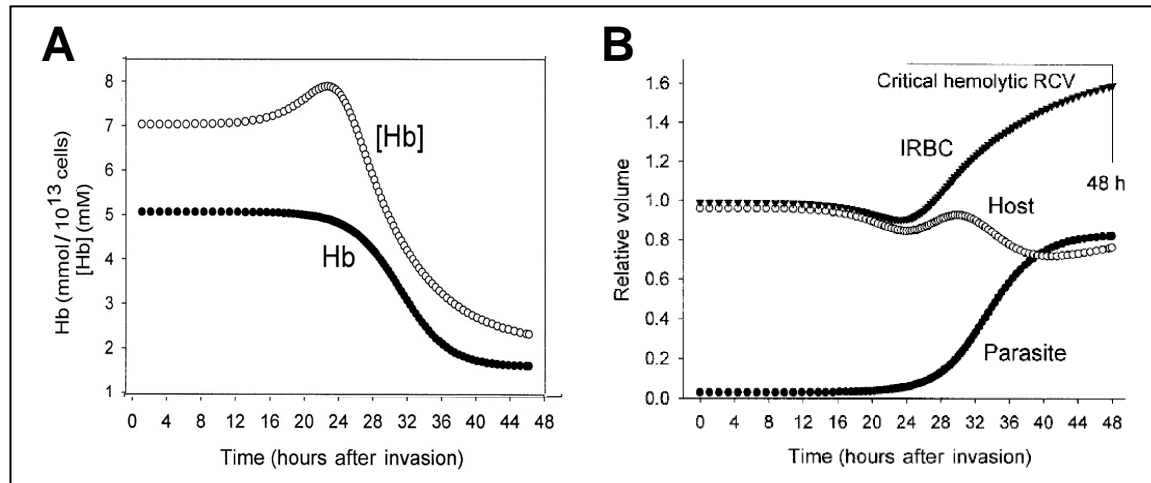 A
Hb (mmol/ 10^13 cells)
[Hb] (mM)
8
7
6
5
4
3
2
1
[Hb]
Hb
0 4 8 12 16 20 24 28 32 36 40 44 48
Time (hours after invasion)
B
Relative volume
1.6
1.4
1.2
1.0
0.8
0.6
0.4
0.2
0.0
Critical hemolytic RCV
IRBC
48 h
Host
Parasite
0 4 8 12 16 20 24 28 32 36 40 44 48
Time (hours after invasion)